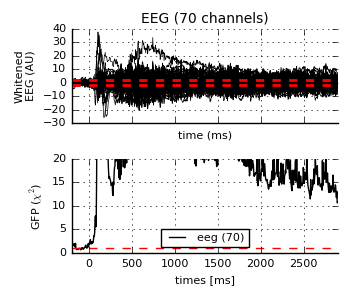 EEG (70 channels)
Whitened
EEG (AU)
40
30
20
10
0
−10
−20
−30
time (ms)
GFP (χ²)
20
15
10
5
0
eeg (70)
0 500 1000 1500 2000 2500
times [ms]